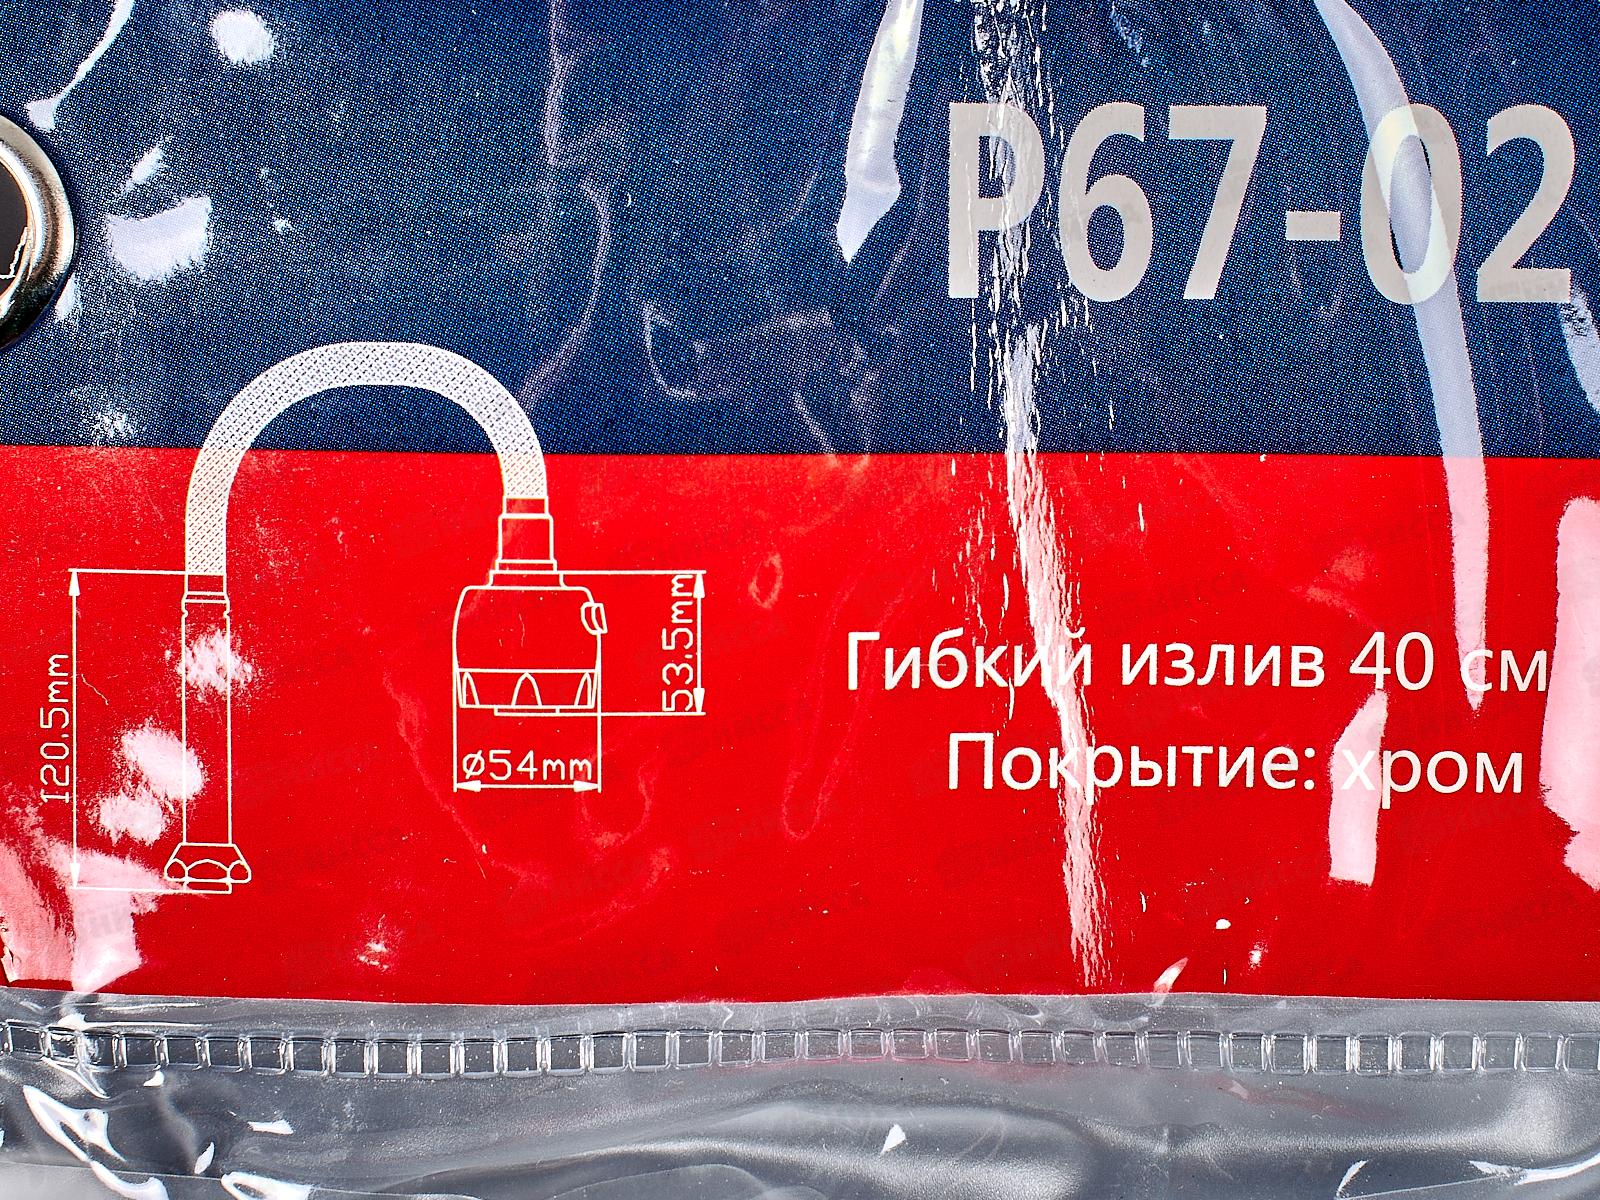 P67-02
53.5mm
Гибкий излив 40 см
120.5mm
ø54mm
Покрытие: хром